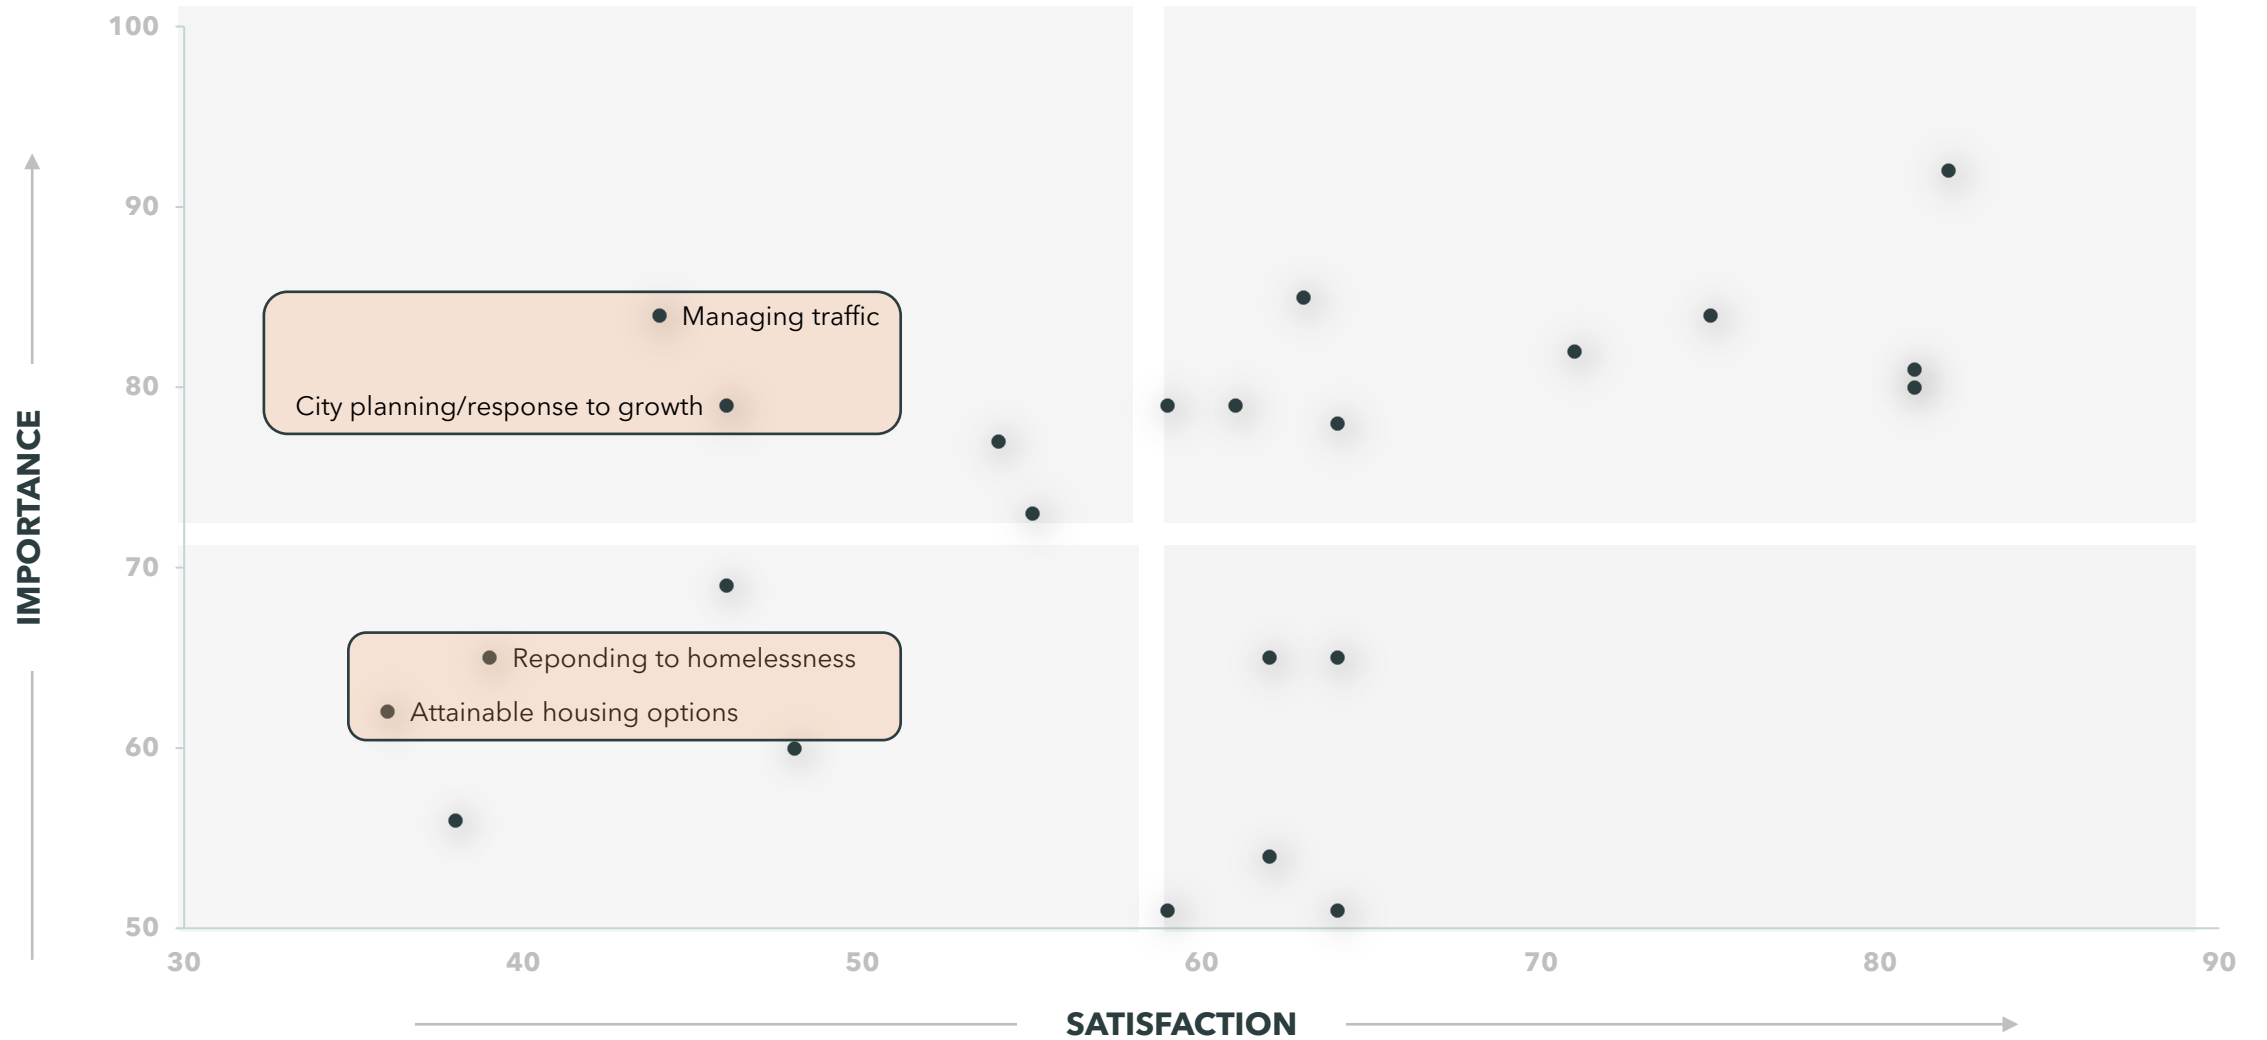 100
90
Managing traffic
80
City planning/response to growth
IMPORTANCE
70
Reponding to homelessness
Attainable housing options
60
50
30 40 50 60 70 80 90
SATISFACTION